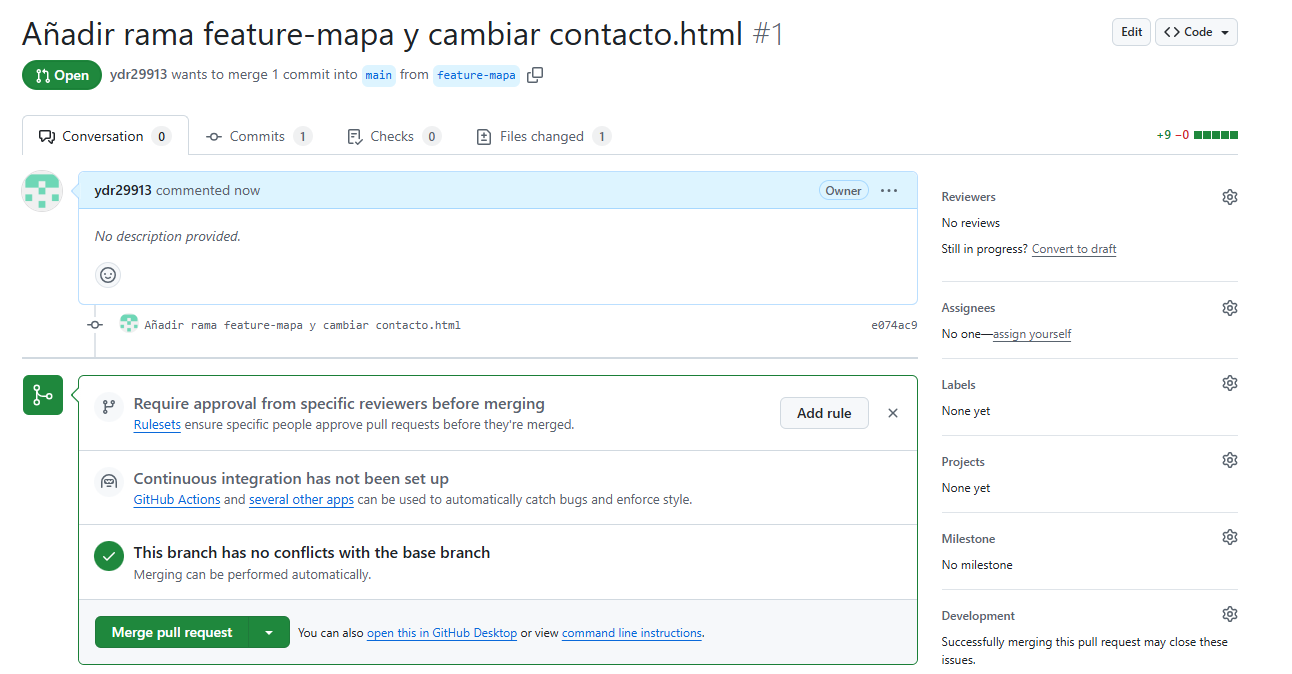 Añadir rama feature-mapa y cambiar contacto.html #1
Edit
Code
Open
ydr29913 wants to merge 1 commit into main from feature-mapa
Conversation 0
Commits 1
Checks 0
Files changed 1
+9 −0
ydr29913 commented now
Owner
No description provided.
Añadir rama feature-mapa y cambiar contacto.html
e074ac9
Require approval from specific reviewers before merging
Rulesets ensure specific people approve pull requests before they're merged.
Add rule
Continuous integration has not been set up
GitHub Actions and several other apps can be used to automatically catch bugs and enforce style.
This branch has no conflicts with the base branch
Merging can be performed automatically.
Merge pull request
You can also open this in GitHub Desktop or view command line instructions.
Reviewers
No reviews
Still in progress? Convert to draft
Assignees
No one—assign yourself
Labels
None yet
Projects
None yet
Milestone
No milestone
Development
Successfully merging this pull request may close these
issues.